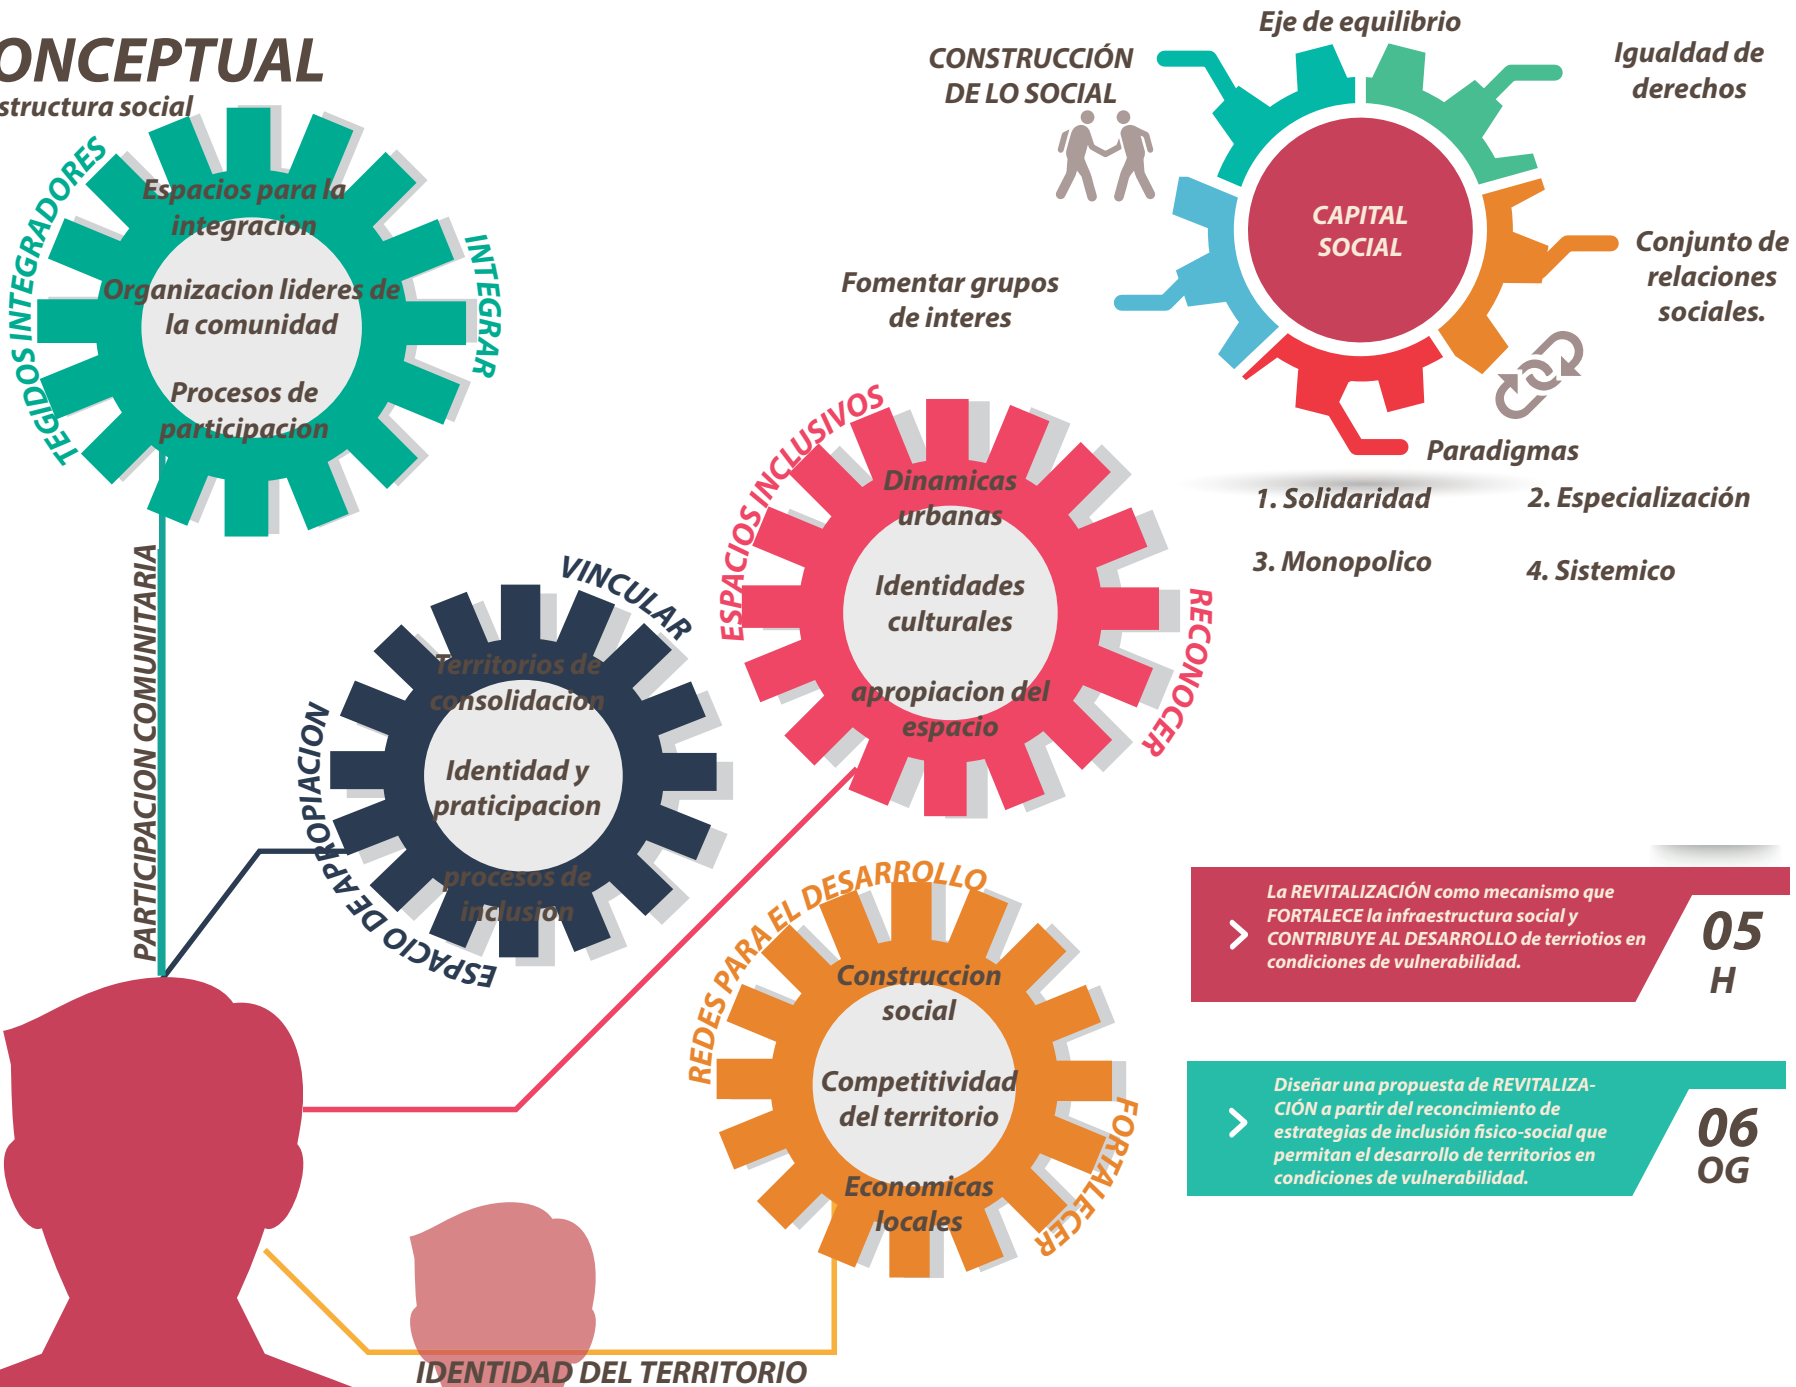 ONCEPTUAL
structura social
TEGIDOS INTEGRADORES
INTEGRAR
Espacios para la
integracion
Organizacion lideres de
la comunidad
Procesos de
participacion
PARTICIPACION COMUNITARIA
VINCULAR
ESPACIO DE APROPIACION
Territorios de
consolidacion
Identidad y
praticipacion
procesos de
inclusion
ESPACIOS INCLUSIVOS
RECONOCER
Dinamicas
urbanas
Identidades
culturales
apropiacion del
espacio
REDES PARA EL DESARROLLO
FORTALECER
Construccion
social
Competitividad
del territorio
Economicas
locales
IDENTIDAD DEL TERRITORIO
CONSTRUCCIÓN
DE LO SOCIAL
Eje de equilibrio
Igualdad de
derechos
CAPITAL
SOCIAL
Conjunto de
relaciones
sociales.
Fomentar grupos
de interes
Paradigmas
1. Solidaridad
2. Especialización
3. Monopolico
4. Sistemico
La REVITALIZACIÓN como mecanismo que
FORTALECE la infraestructura social y
CONTRIBUYE AL DESARROLLO de terriotios en
condiciones de vulnerabilidad.
05
H
Diseñar una propuesta de REVITALIZA-
CIÓN a partir del reconcimiento de
estrategias de inclusión fisico-social que
permitan el desarrollo de territorios en
condiciones de vulnerabilidad.
06
OG